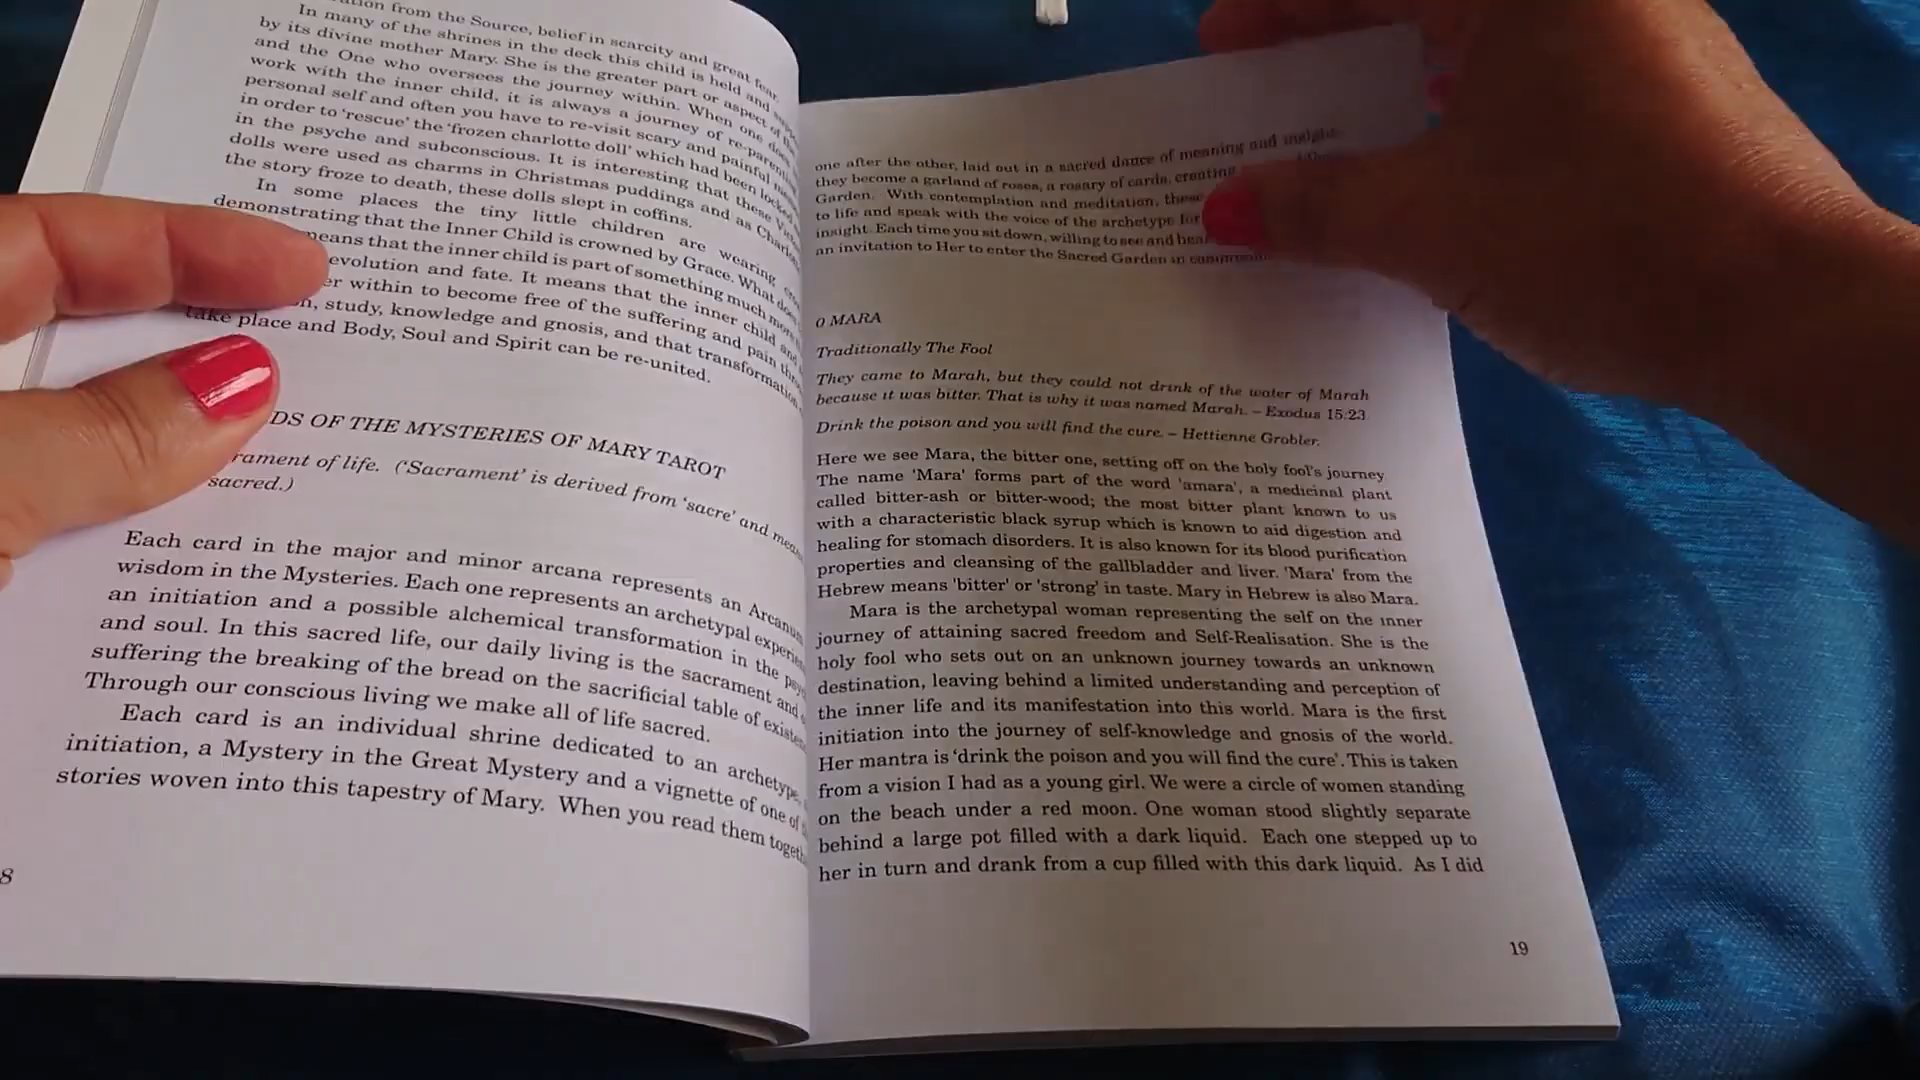 from the Source, belief in scarcity and great fear.
In many of the shrines in the deck this child is held and
by its divine mother Mary. She is the greater part or aspect of
and the One who oversees the journey within. When one does
work with the inner child, it is always a journey of re-parenting
personal self and often you have to re-visit scary and painful
in order to 'rescue' the 'frozen charlotte doll' which had been locked
in the psyche and subconscious. It is interesting that these
dolls were used as charms in Christmas puddings and as
the story froze to death, these dolls slept in coffins.
In some places the tiny little children are wearing
demonstrating that the Inner Child is crowned by Grace. What does
means that the inner child is part of something much more
evolution and fate. It means that the inner child and
within to become free of the suffering and pain
study, knowledge and gnosis, and that transformation
take place and Body, Soul and Spirit can be re-united.
OF THE MYSTERIES OF MARY TAROT
of life. ('Sacrament' is derived from 'sacre' and
sacred.)
Each card in the major and minor arcana represents an
wisdom in the Mysteries. Each one represents an archetypal
an initiation and a possible alchemical transformation in the
and soul. In this sacred life, our daily living is the sacrament and
suffering the breaking of the bread on the sacrificial table of
Through our conscious living we make all of life sacred.
Each card is an individual shrine dedicated to an archetype,
initiation, a Mystery in the Great Mystery and a vignette of one of
stories woven into this tapestry of Mary. When you read them
8
one after the other, laid out in a sacred dance of meaning and insight
they become a garland of roses, a rosary of cards, creating
Garden. With contemplation and meditation, these
to life and speak with the voice of the archetype for
insight. Each time you sit down, willing to see and
an invitation to Her to enter the Sacred Garden in
0 MARA
Traditionally The Fool
They came to Marah, but they could not drink of the water of Marah
because it was bitter. That is why it was named Marah. – Exodus 15:23
Drink the poison and you will find the cure. – Hettienne Grobler.
Here we see Mara, the bitter one, setting off on the holy fool's journey
The name 'Mara' forms part of the word 'amara', a medicinal plant
called bitter-ash or bitter-wood; the most bitter plant known to us
with a characteristic black syrup which is known to aid digestion and
healing for stomach disorders. It is also known for its blood purification
properties and cleansing of the gallbladder and liver. 'Mara' from the
Hebrew means 'bitter' or 'strong' in taste. Mary in Hebrew is also Mara.
Mara is the archetypal woman representing the self on the inner
journey of attaining sacred freedom and Self-Realisation. She is the
holy fool who sets out on an unknown journey towards an unknown
destination, leaving behind a limited understanding and perception of
the inner life and its manifestation into this world. Mara is the first
initiation into the journey of self-knowledge and gnosis of the world.
Her mantra is 'drink the poison and you will find the cure'. This is taken
from a vision I had as a young girl. We were a circle of women standing
on the beach under a red moon. One woman stood slightly separate
behind a large pot filled with a dark liquid. Each one stepped up to
her in turn and drank from a cup filled with this dark liquid. As I did
19